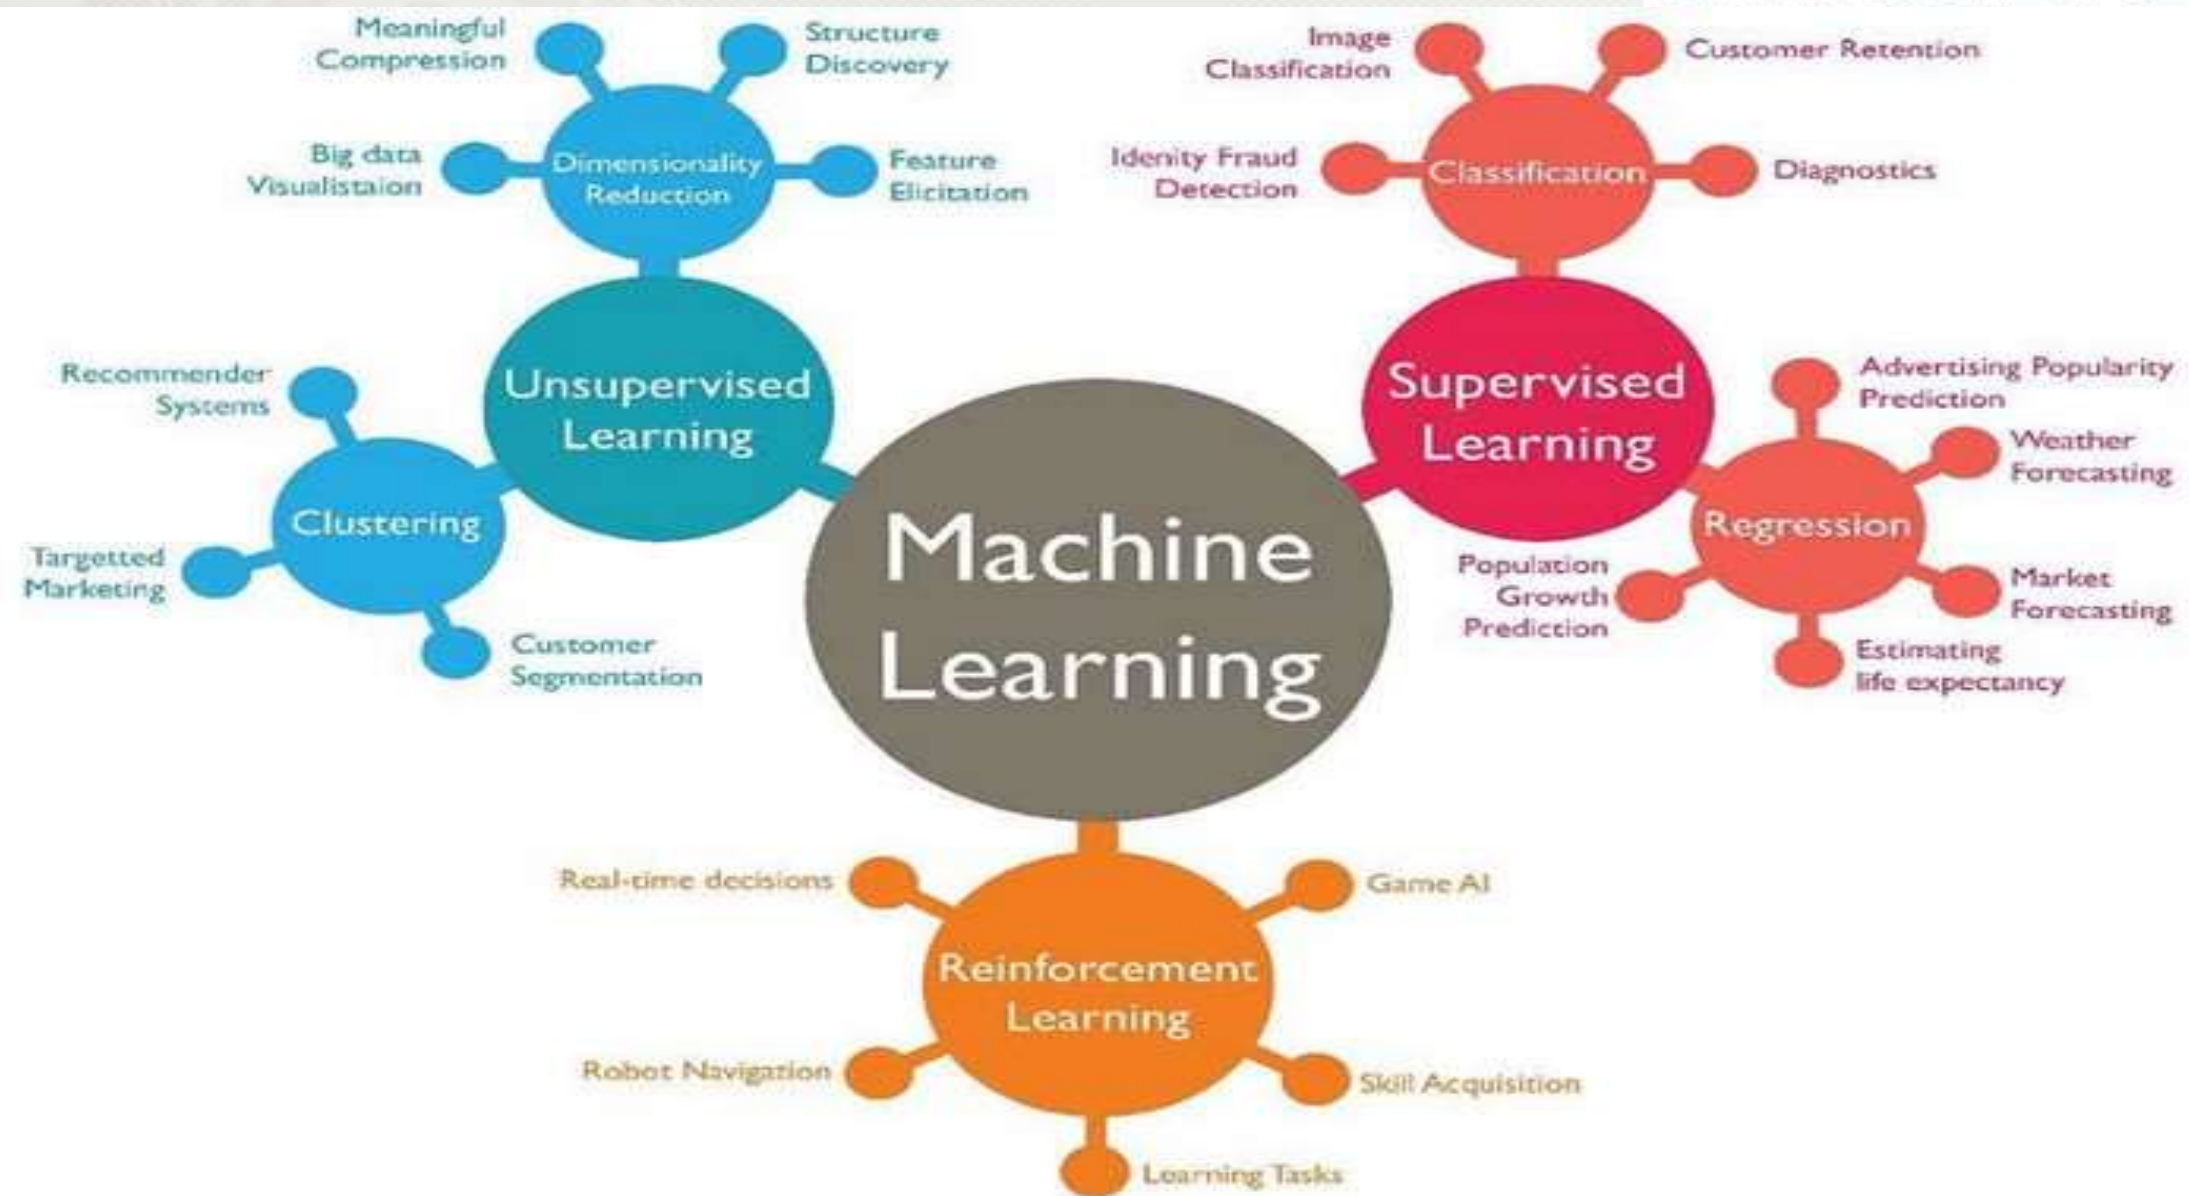 Meaningful
Compression
Structure
Discovery
Big data
Visualistaion
Dimensionality
Reduction
Feature
Elicitation
Image
Classification
Customer Retention
Idenity Fraud
Detection
Classification
Diagnostics
Unsupervised
Learning
Recommender
Systems
Clustering
Targetted
Marketing
Customer
Segmentation
Supervised
Learning
Advertising Popularity
Prediction
Weather
Forecasting
Regression
Population
Growth
Prediction
Market
Forecasting
Estimating
life expectancy
Machine
Learning
Real-time decisions
Game AI
Reinforcement
Learning
Robot Navigation
Skill Acquisition
Learning Tasks